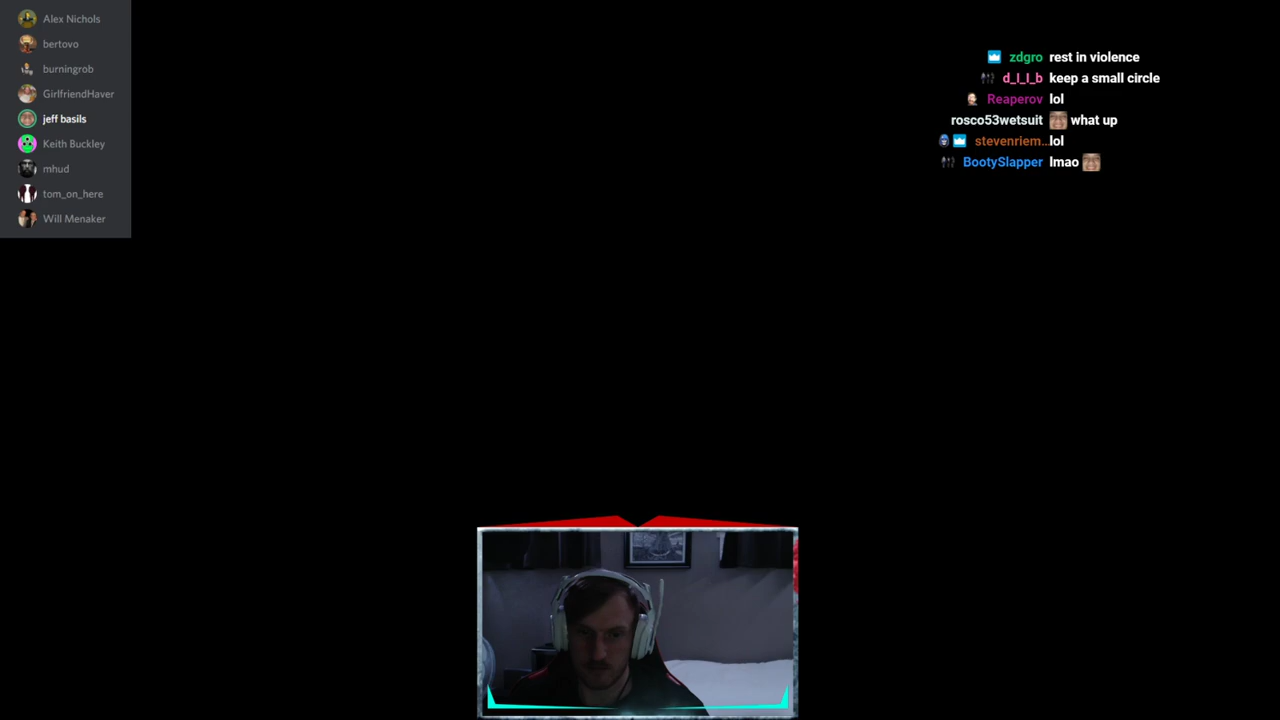 Alex Nichols
bertovo
burningrob
GirlfriendHaver
jeff basils
Keith Buckley
mhud
tom_on_here
Will Menaker
zdgro rest in violence
d_l_l_b keep a small circle
Reaperov lol
rosco53wetsuit what up
stevenriem... lol
BootySlapper lmao